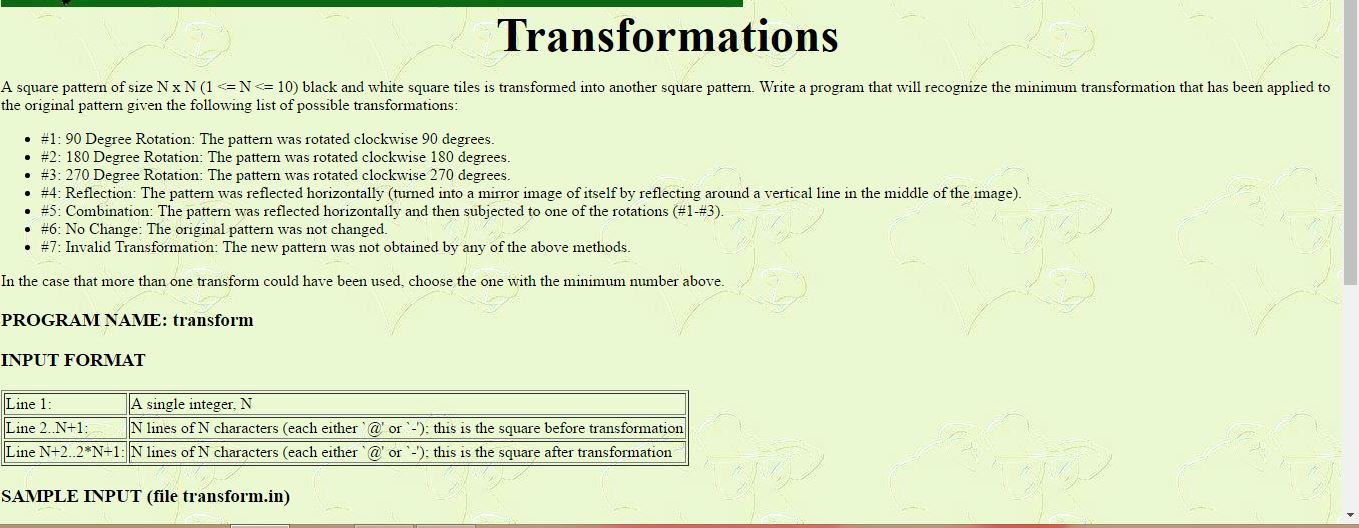 Transformations
A square pattern of size N x N (1 <= N <= 10) black and white square tiles is transformed into another square pattern. Write a program that will recognize the minimum transformation that has been applied to
the original pattern given the following list of possible transformations:
• #1: 90 Degree Rotation: The pattern was rotated clockwise 90 degrees.
• #2: 180 Degree Rotation: The pattern was rotated clockwise 180 degrees.
• #3: 270 Degree Rotation: The pattern was rotated clockwise 270 degrees.
• #4: Reflection: The pattern was reflected horizontally (turned into a mirror image of itself by reflecting around a vertical line in the middle of the image).
• #5: Combination: The pattern was reflected horizontally and then subjected to one of the rotations (#1-#3).
• #6: No Change: The original pattern was not changed.
• #7: Invalid Transformation: The new pattern was not obtained by any of the above methods.
In the case that more than one transform could have been used, choose the one with the minimum number above.
PROGRAM NAME: transform
INPUT FORMAT
Line 1: A single integer, N
Line 2..N+1: N lines of N characters (each either `@' or `-'); this is the square before transformation
Line N+2..2*N+1: N lines of N characters (each either `@' or `-'); this is the square after transformation
SAMPLE INPUT (file transform.in)